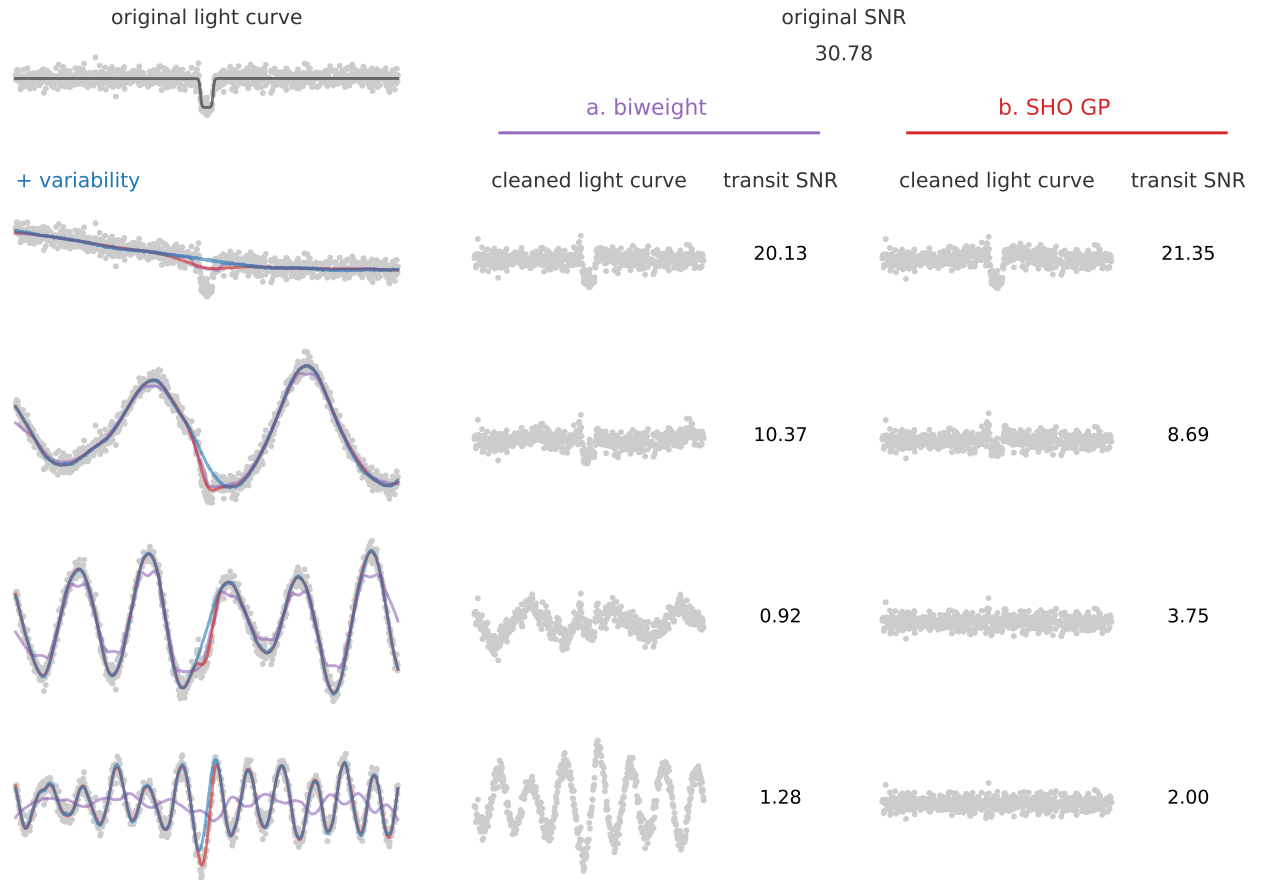 original light curve
original SNR
30.78
a. biweight
b. SHO GP
+ variability
cleaned light curve
transit SNR
cleaned light curve
transit SNR
20.13
21.35
10.37
8.69
0.92
3.75
1.28
2.00